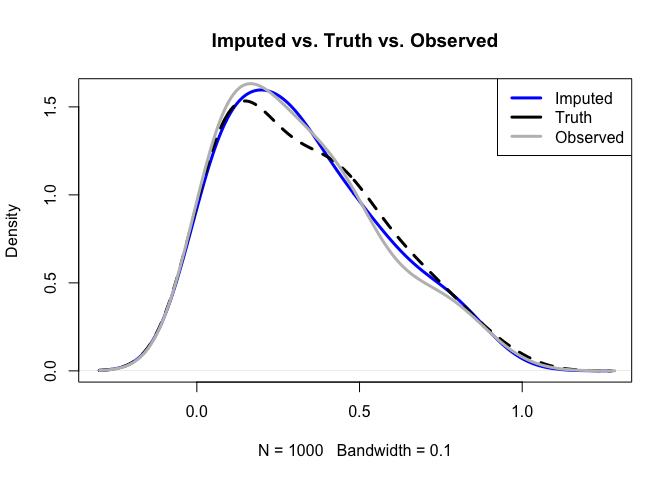 Imputed vs. Truth vs. Observed
Imputed
Truth
Observed
Density
1.5
1.0
0.5
0.0
0.0 0.5 1.0
N = 1000 Bandwidth = 0.1